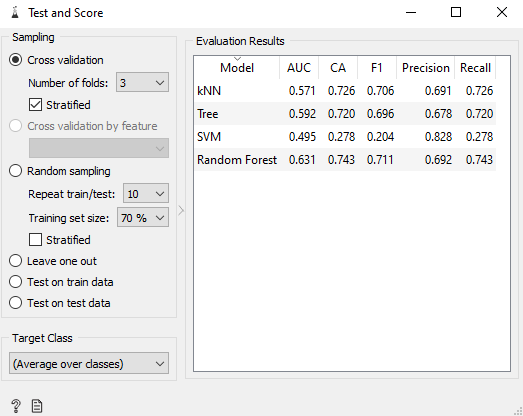 Test and Score
Sampling
Cross validation
Number of folds: 3
Stratified
Cross validation by feature
Random sampling
Repeat train/test: 10
Training set size: 70 %
Stratified
Leave one out
Test on train data
Test on test data
Target Class
(Average over classes)
Evaluation Results
Model AUC CA F1 Precision Recall
kNN 0.571 0.726 0.706 0.691 0.726
Tree 0.592 0.720 0.696 0.678 0.720
SVM 0.495 0.278 0.204 0.828 0.278
Random Forest 0.631 0.743 0.711 0.692 0.743